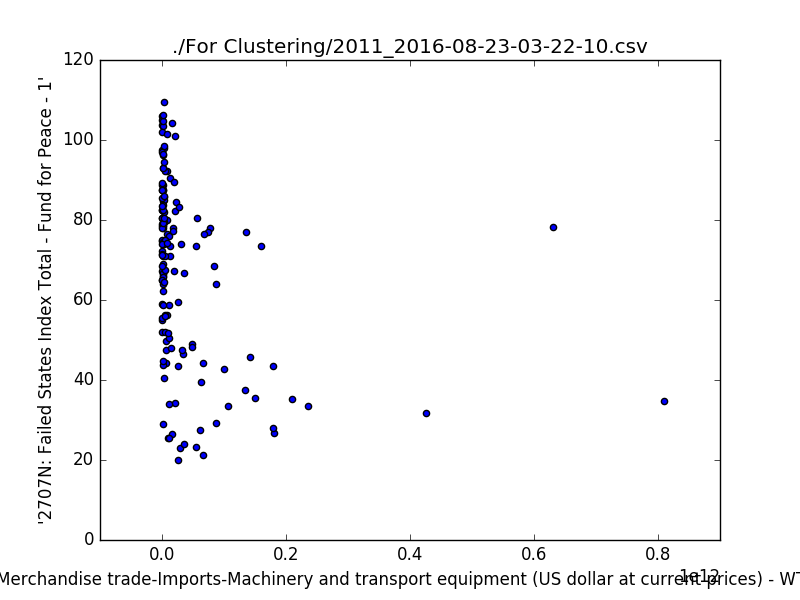 ./For Clustering/2011_2016-08-23-03-22-10.csv
120
100
80
60
40
20
0
'2707N: Failed States Index Total - Fund for Peace - 1'
0.0 0.2 0.4 0.6 0.8
1e12
Merchandise trade-Imports-Machinery and transport equipment (US dollar at current prices) - WT